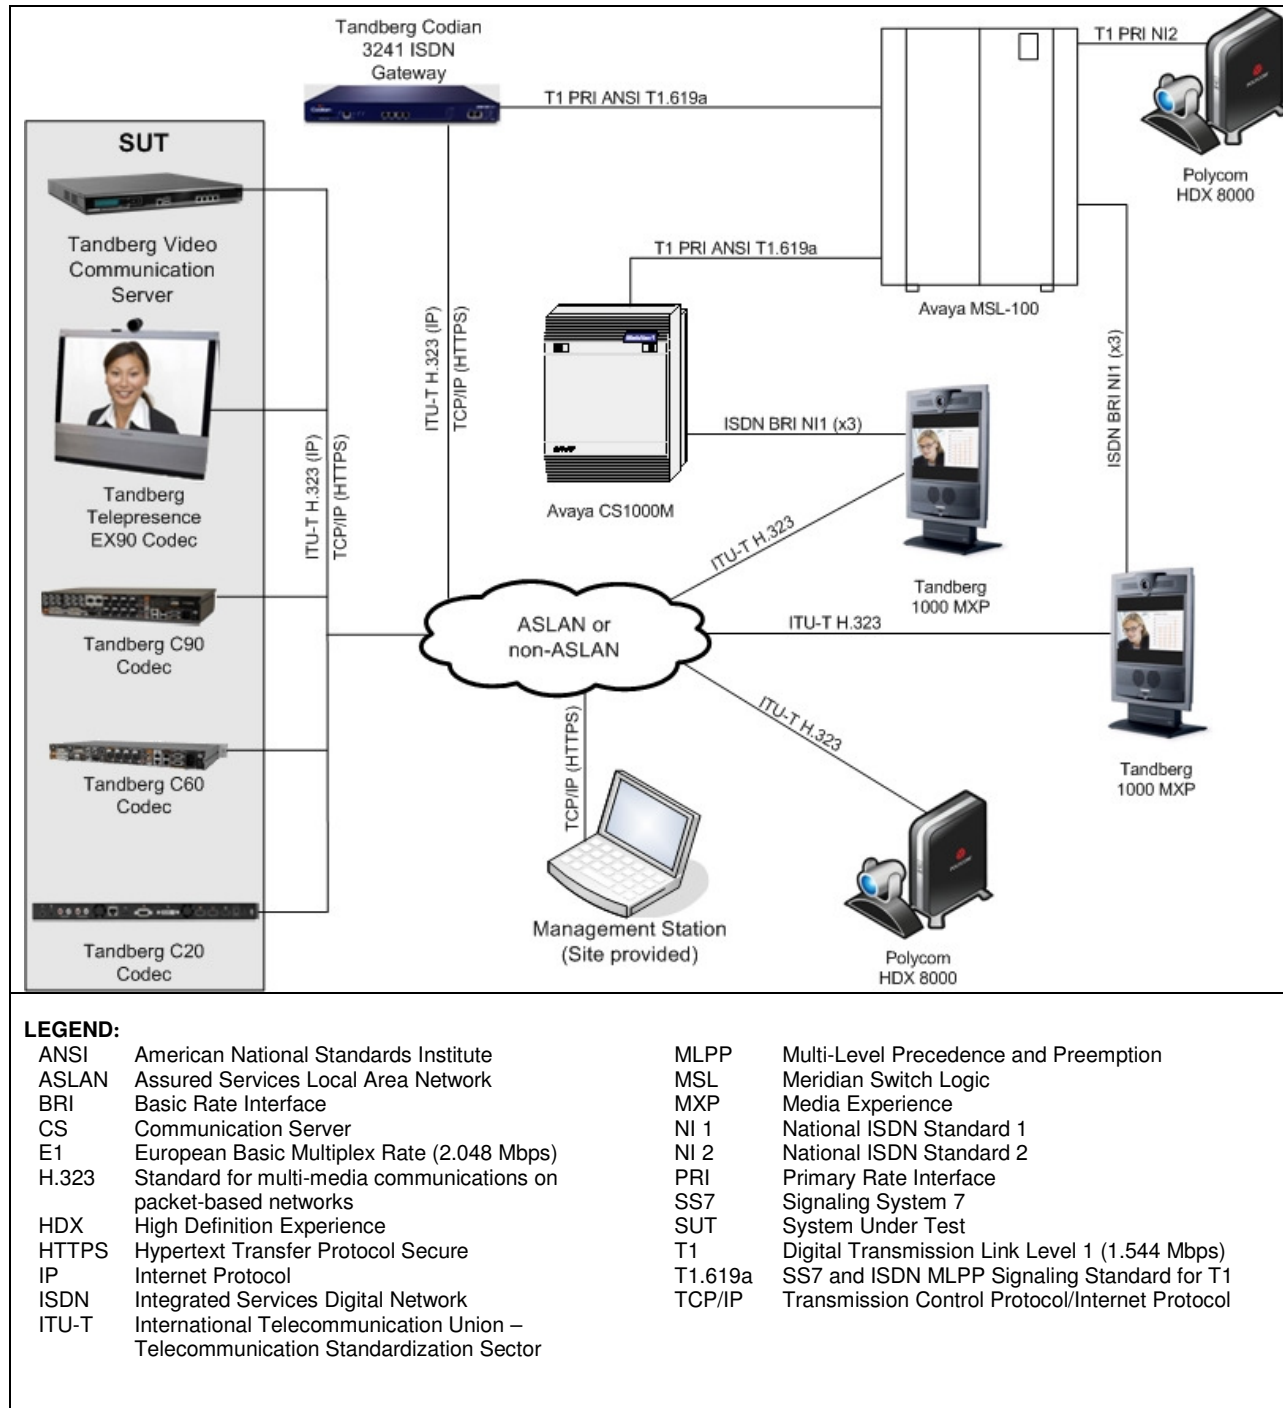 Tandberg Codian
3241 ISDN
Gateway
T1 PRI ANSI T1.619a
T1 PRI NI2
Polycom
HDX 8000
SUT
Tandberg Video
Communication
Server
Tandberg
Telepresence
EX90 Codec
Tandberg C90
Codec
Tandberg C60
Codec
Tandberg C20
Codec
ITU-T H.323 (IP)
TCP/IP (HTTPS)
ITU-T H.323 (IP)
TCP/IP (HTTPS)
T1 PRI ANSI T1.619a
Avaya MSL-100
Avaya CS1000M
ISDN BRI NI1 (x3)
ISDN BRI NI1 (x3)
Tandberg
1000 MXP
ITU-T H.323
ASLAN or
non-ASLAN
ITU-T H.323
Tandberg
1000 MXP
ITU-T H.323
TCP/IP (HTTPS)
Management Station
(Site provided)
POLYCOM
Polycom
HDX 8000
LEGEND:
ANSI American National Standards Institute
ASLAN Assured Services Local Area Network
BRI Basic Rate Interface
CS Communication Server
E1 European Basic Multiplex Rate (2.048 Mbps)
H.323 Standard for multi-media communications on
packet-based networks
HDX High Definition Experience
HTTPS Hypertext Transfer Protocol Secure
IP Internet Protocol
ISDN Integrated Services Digital Network
ITU-T International Telecommunication Union –
Telecommunication Standardization Sector
MLPP Multi-Level Precedence and Preemption
MSL Meridian Switch Logic
MXP Media Experience
NI 1 National ISDN Standard 1
NI 2 National ISDN Standard 2
PRI Primary Rate Interface
SS7 Signaling System 7
SUT System Under Test
T1 Digital Transmission Link Level 1 (1.544 Mbps)
T1.619a SS7 and ISDN MLPP Signaling Standard for T1
TCP/IP Transmission Control Protocol/Internet Protocol